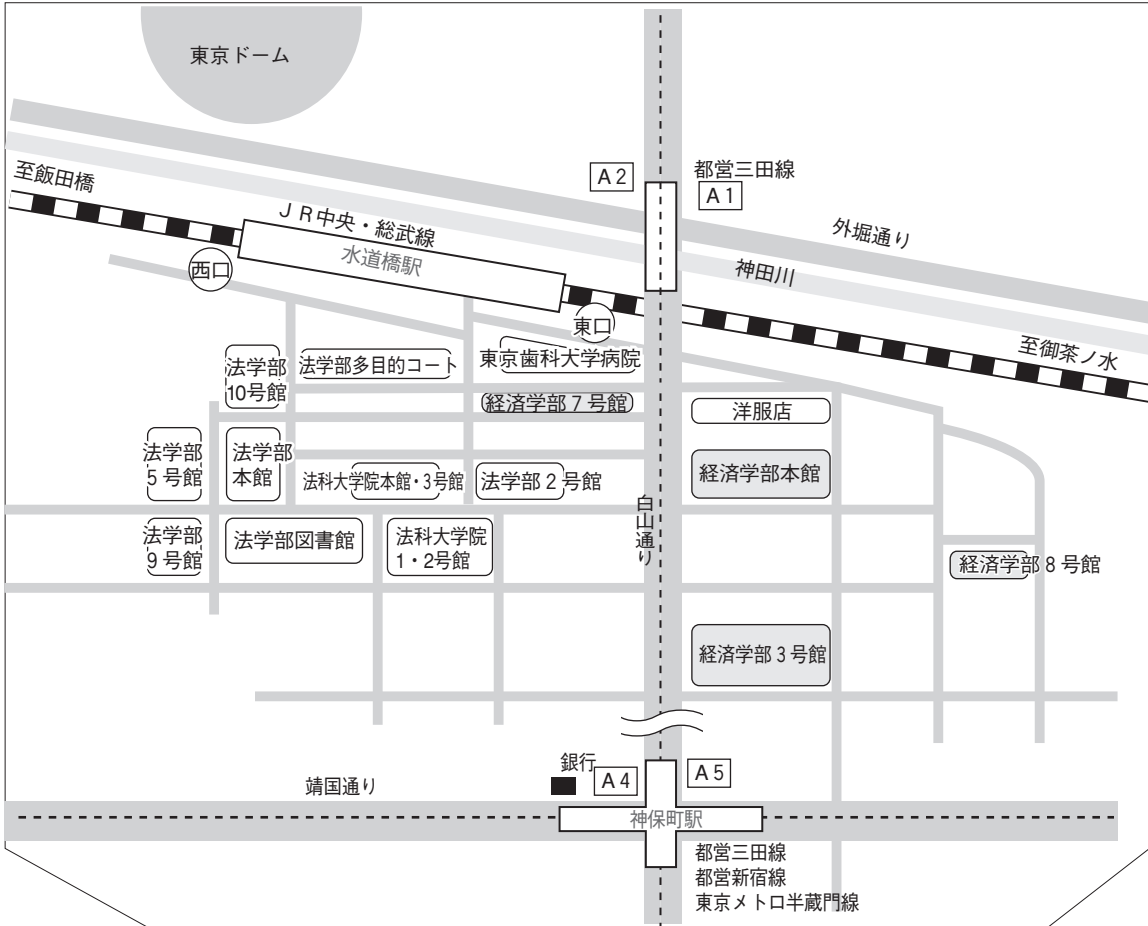 東京ドーム
至飯田橋
JR中央・総武線
水道橋駅
西口
東口
A2
都営三田線
A1
外堀通り
神田川
至御茶ノ水
法学部
10号館
法学部多目的コート
東京歯科大学病院
経済学部7号館
洋服店
法学部
5号館
法学部
本館
法科大学院本館・3号館
法学部2号館
経済学部本館
白山通り
法学部
9号館
法学部図書館
法科大学院
1・2号館
経済学部8号館
経済学部3号館
銀行
A4
A5
靖国通り
神保町駅
都営三田線
都営新宿線
東京メトロ半蔵門線